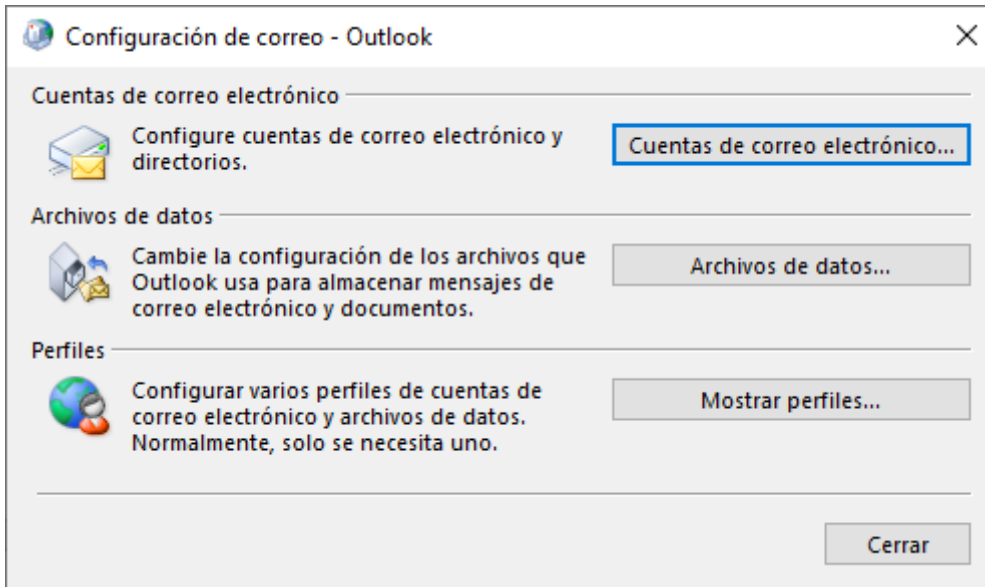 Configuración de correo - Outlook
Cuentas de correo electrónico
Configure cuentas de correo electrónico y
directorios.
Cuentas de correo electrónico...
Archivos de datos
Cambie la configuración de los archivos que
Outlook usa para almacenar mensajes de
correo electrónico y documentos.
Archivos de datos...
Perfiles
Configurar varios perfiles de cuentas de
correo electrónico y archivos de datos.
Normalmente, solo se necesita uno.
Mostrar perfiles...
Cerrar